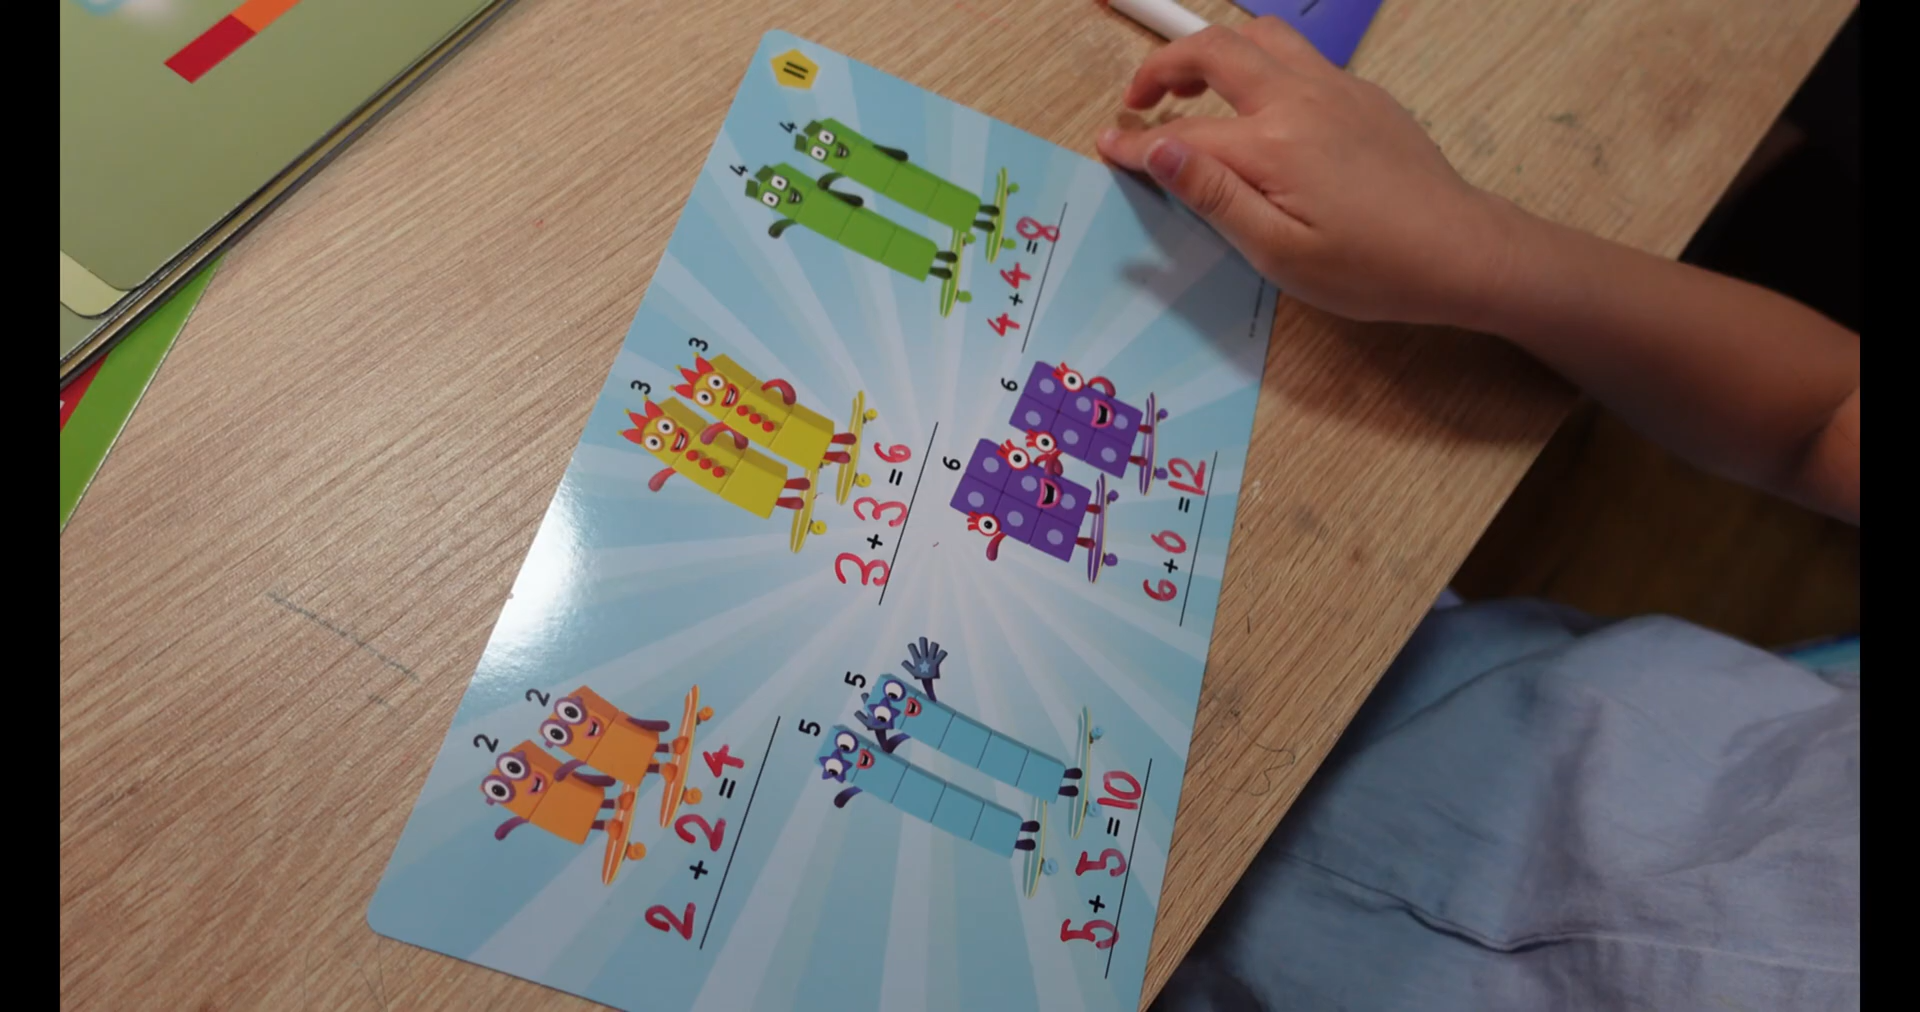 11
2 2
2 + 2 = 4
3 3
3 + 3 = 6
4 4
4 + 4 = 8
5 5
5 + 5 = 10
6 6
6 + 6 = 12